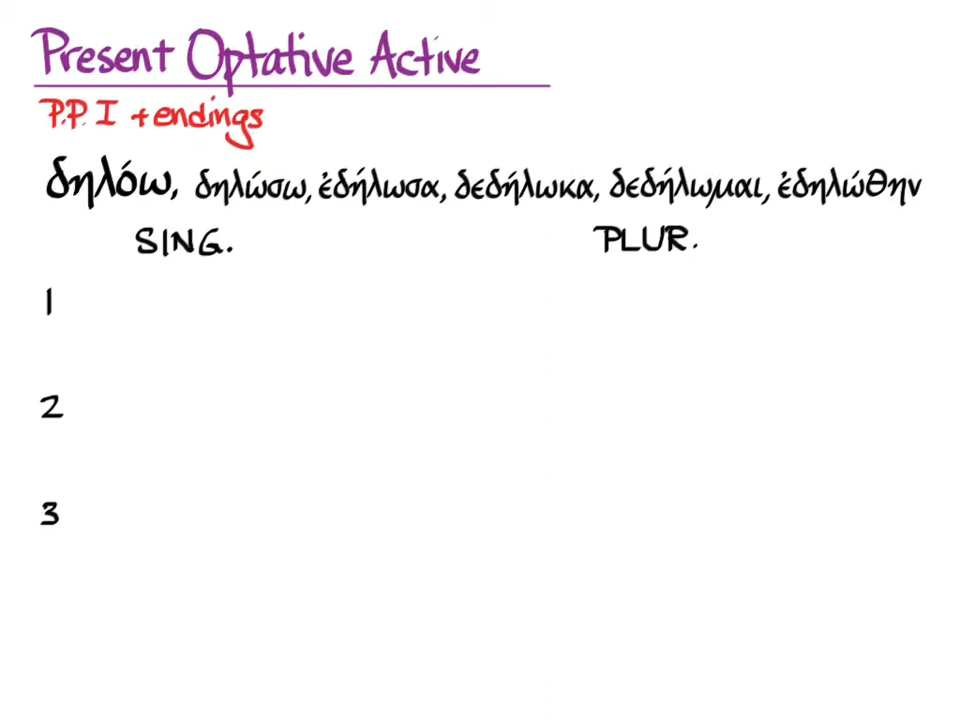 Present Optative Active
P.P. I + endings
δηλόω, δηλώσω, ἐδήλωσα, δεδήλωκα, δεδήλωμαι, ἐδηλώθην
SING. PLUR.
1
2
3